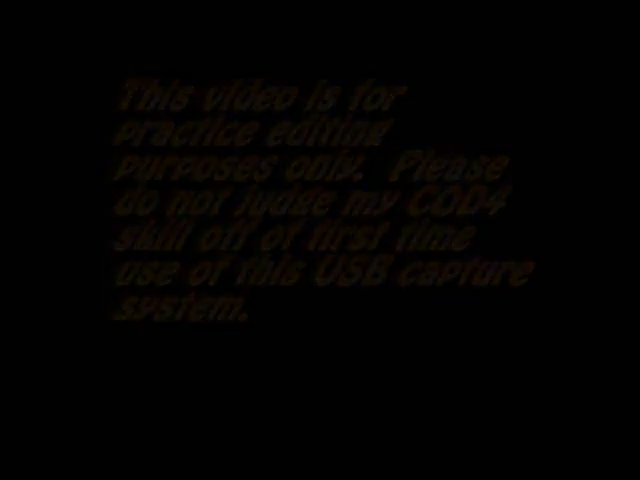 This video is for
practice editing
purposes only.  Please
do not judge my COD4
skill off of first time
use of this USB capture
system.